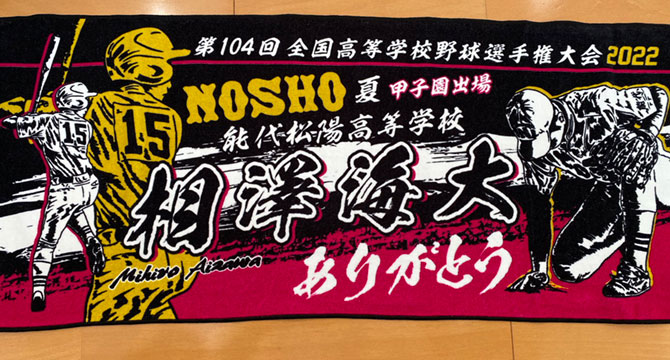 第104回 全国高等学校野球選手権大会 2022
NOSHO 夏 甲子園出場
能代松陽高等学校
15
15
相澤海大
Mihiro Aizawa
ありがとう